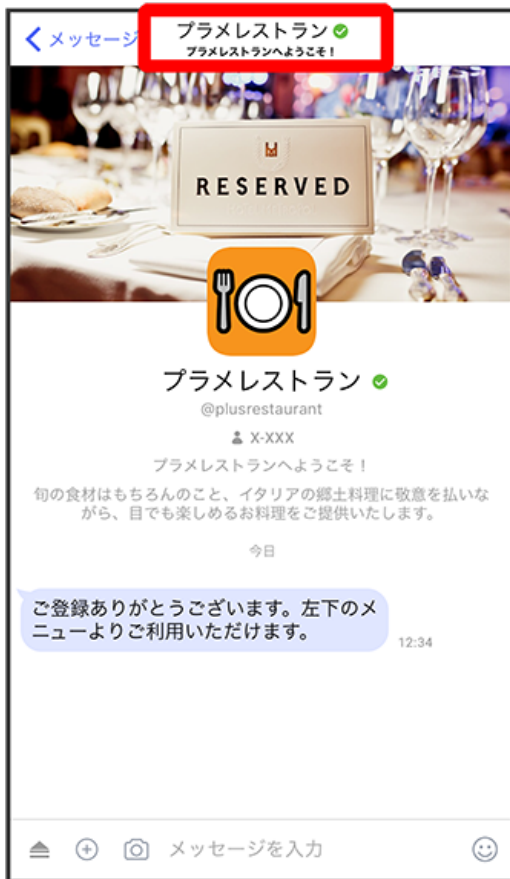 メッセージ
プラメレストラン
プラメレストランへようこそ！
RESERVED
プラメレストラン
@plusrestaurant
X-XXX
プラメレストランへようこそ！
旬の食材はもちろんのこと、イタリアの郷土料理に敬意を払いな
がら、目でも楽しめるお料理をご提供いたします。
今日
ご登録ありがとうございます。左下のメ
ニューよりご利用いただけます。
12:34
メッセージを入力